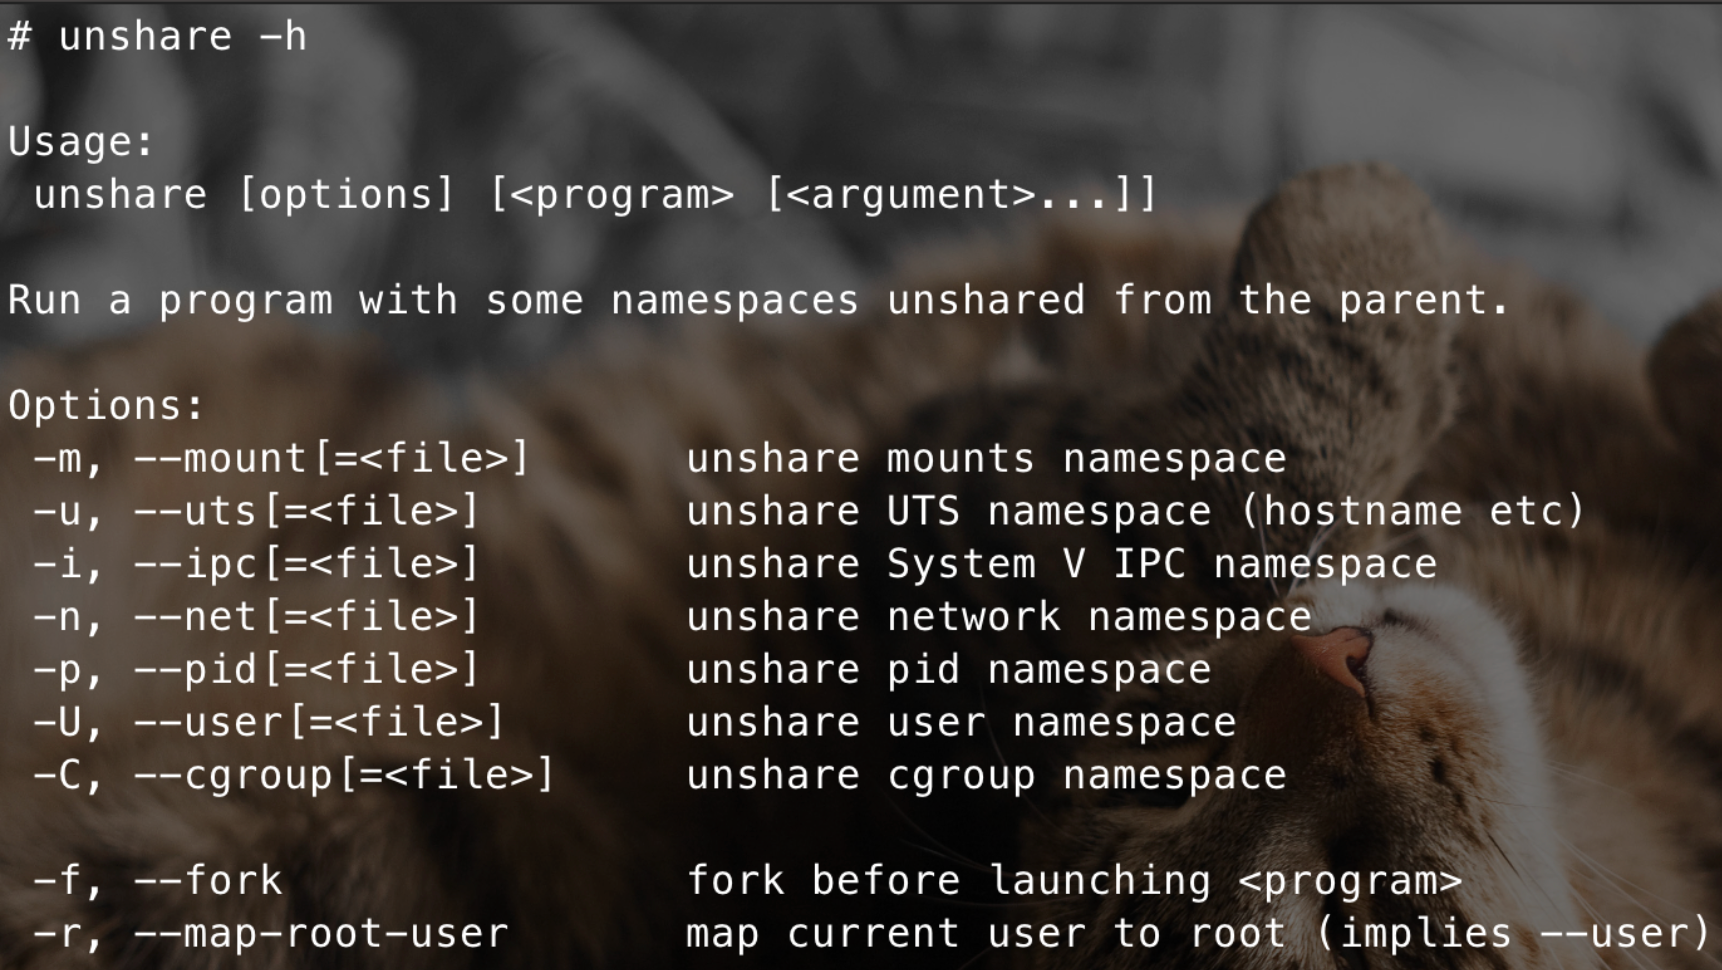 # unshare -h
Usage:
unshare [options] [<program> [<argument>...]]
Run a program with some namespaces unshared from the parent.
Options:
-m, --mount[=<file>] unshare mounts namespace
-u, --uts[=<file>] unshare UTS namespace (hostname etc)
-i, --ipc[=<file>] unshare System V IPC namespace
-n, --net[=<file>] unshare network namespace
-p, --pid[=<file>] unshare pid namespace
-U, --user[=<file>] unshare user namespace
-C, --cgroup[=<file>] unshare cgroup namespace
-f, --fork fork before launching <program>
-r, --map-root-user map current user to root (implies --user)